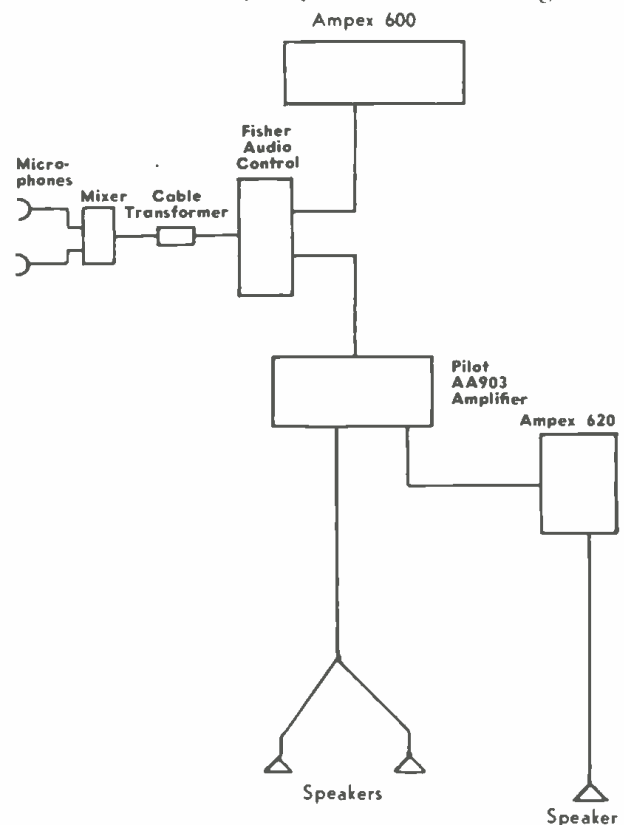 Ampex 600
Fisher
Audio
Control
Micro-
phones
Mixer
Cable
Transformer
Pilot
AA903
Amplifier
Ampex 620
Speakers
Speaker